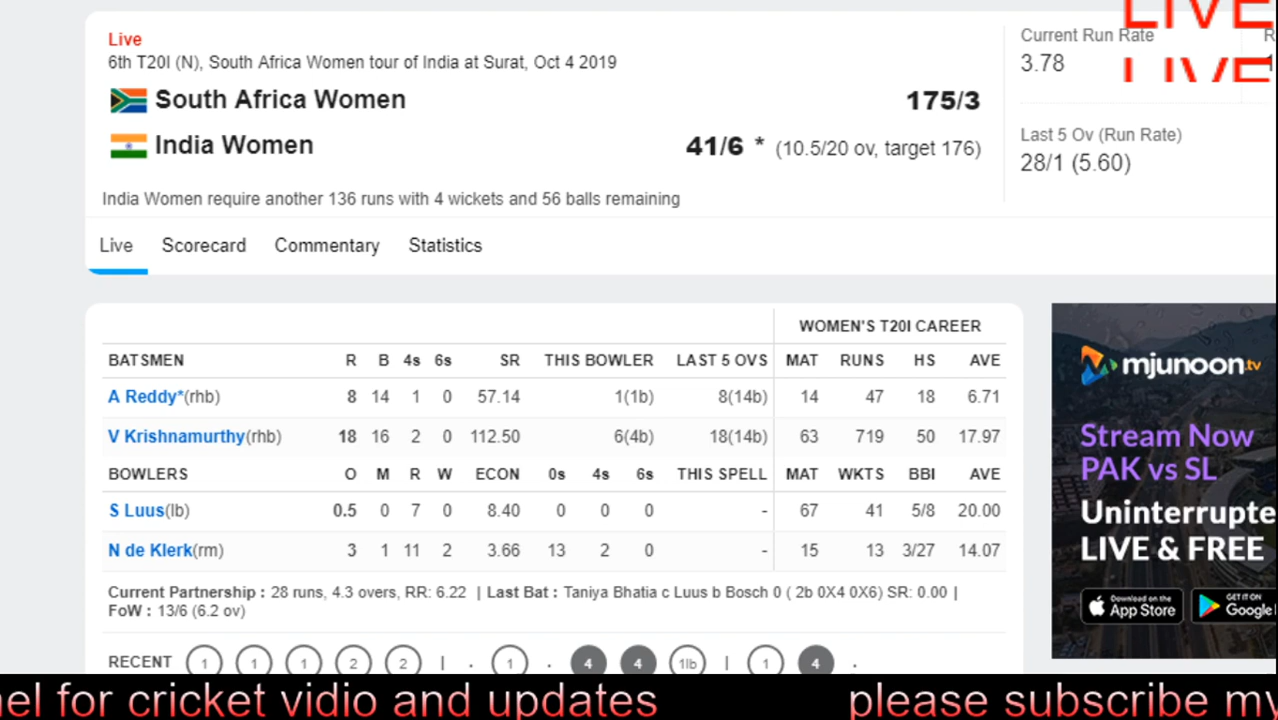 LIVE
LIVE
Live
6th T20I (N), South Africa Women tour of India at Surat, Oct 4 2019
South Africa Women 175/3
India Women 41/6 * (10.5/20 ov, target 176)
India Women require another 136 runs with 4 wickets and 56 balls remaining
Current Run Rate R
3.78
Last 5 Ov (Run Rate)
28/1 (5.60)
Live Scorecard Commentary Statistics
WOMEN'S T20I CAREER
BATSMEN R B 4s 6s SR THIS BOWLER LAST 5 OVS MAT RUNS HS AVE
A Reddy*(rhb) 8 14 1 0 57.14 1(1b) 8(14b) 14 47 18 6.71
V Krishnamurthy(rhb) 18 16 2 0 112.50 6(4b) 18(14b) 63 719 50 17.97
BOWLERS O M R W ECON 0s 4s 6s THIS SPELL MAT WKTS BBI AVE
S Luus(lb) 0.5 0 7 0 8.40 0 0 0 - 67 41 5/8 20.00
N de Klerk(rm) 3 1 11 2 3.66 13 2 0 - 15 13 3/27 14.07
Current Partnership : 28 runs, 4.3 overs, RR: 6.22 | Last Bat : Taniya Bhatia c Luus b Bosch 0 ( 2b 0X4 0X6) SR: 0.00 |
FoW : 13/6 (6.2 ov)
RECENT 1 1 1 2 2 | . 1 . 4 4 1lb | 1 4 .
mjunoon.tv
Stream Now
PAK vs SL
Uninterrupte
LIVE & FREE
Download on the
App Store
GET IT ON
Google
nel for cricket vidio and updates please subscribe my